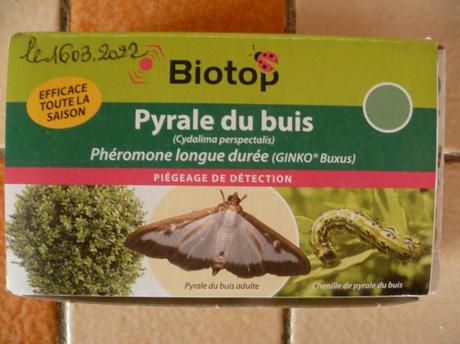 le 16 03.2022
Biotop
EFFICACE
TOUTE LA
SAISON
Pyrale du buis
(Cydalima perspectalis)
Phéromone longue durée (GINKO® Buxus)
PIÉGEAGE DE DÉTECTION
Pyrale du buis adulte
Chenille de pyrale du buis